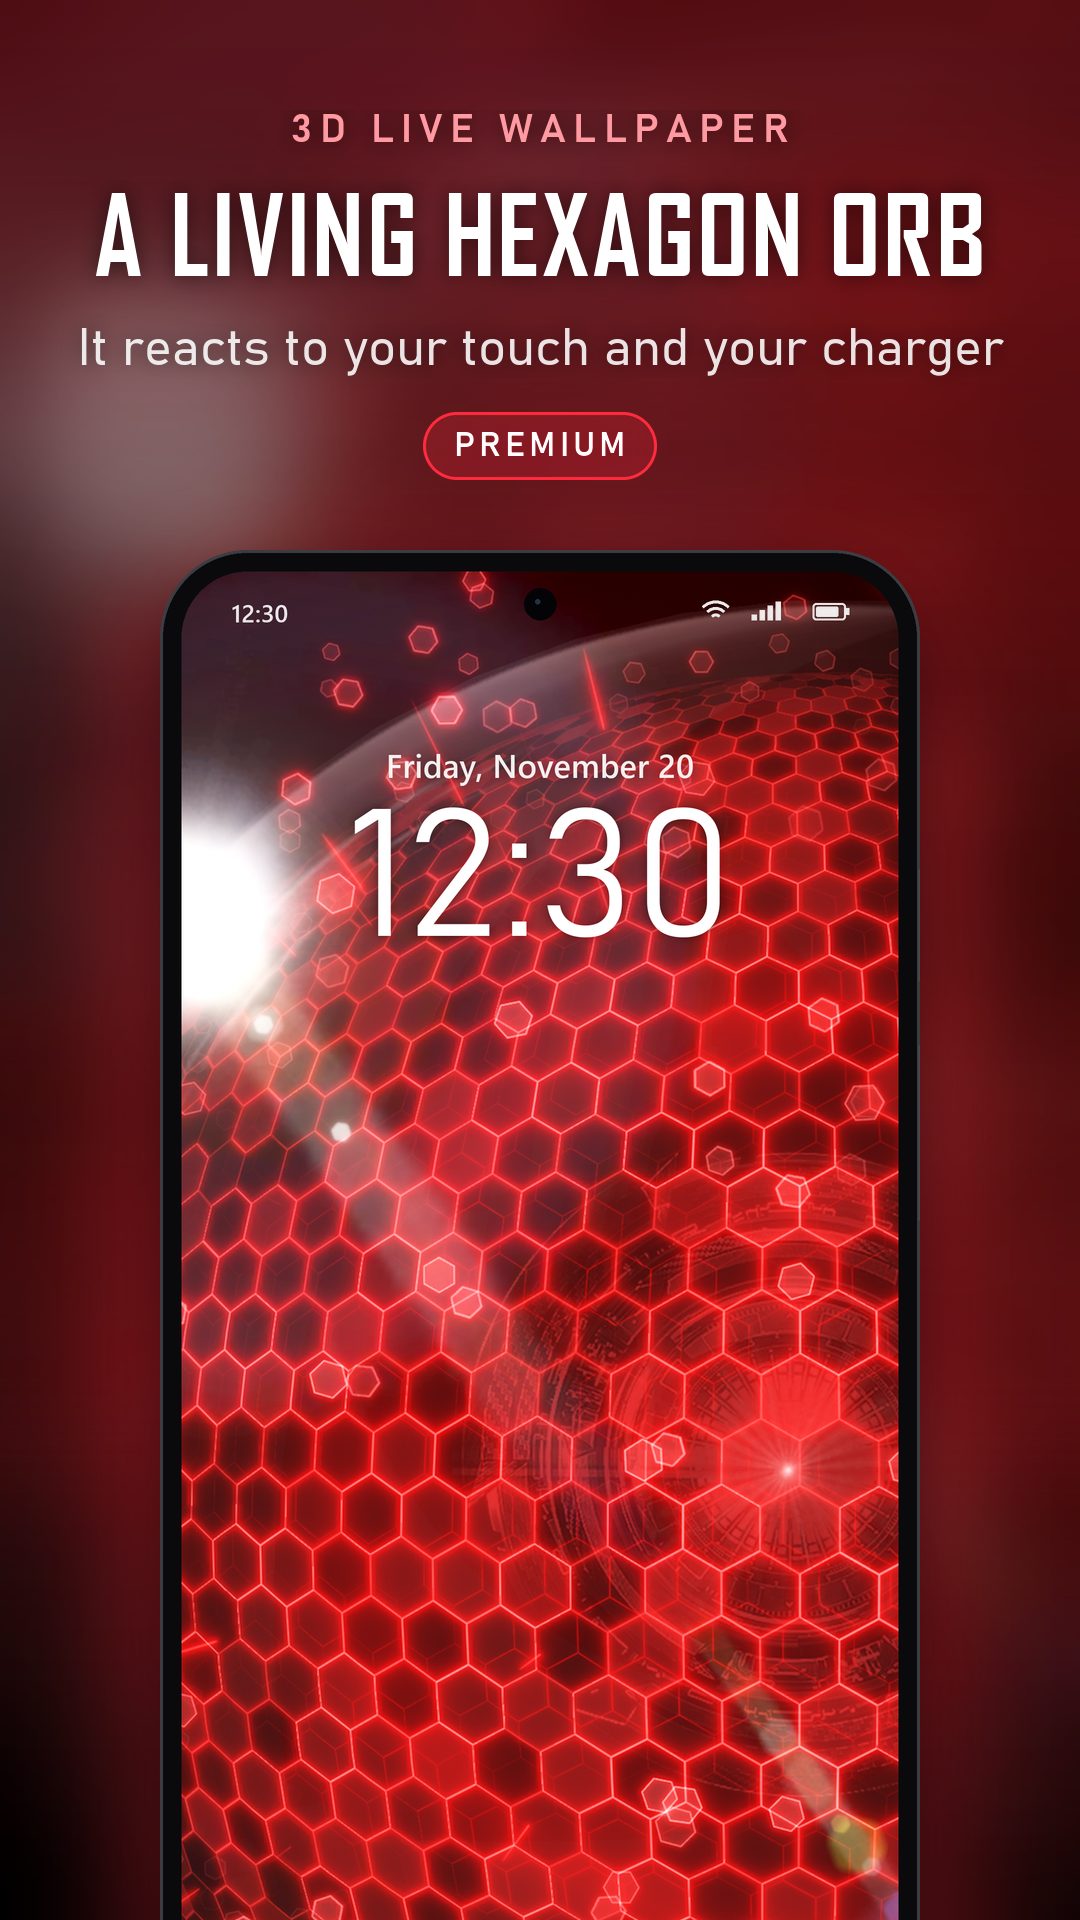 3D LIVE WALLPAPER
A LIVING HEXAGON ORB
It reacts to your touch and your charger
PREMIUM
12:30
Friday, November 20
12:30